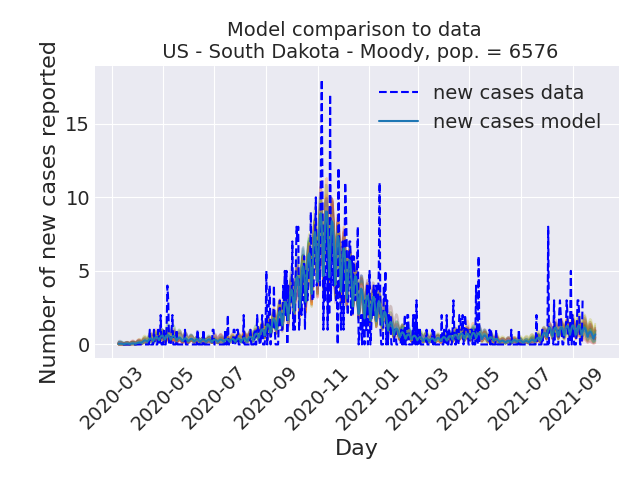 Model comparison to data
US - South Dakota - Moody, pop. = 6576
Number of new cases reported
15
10
5
0
new cases data
new cases model
2020-03
2020-05
2020-07
2020-09
2020-11
2021-01
2021-03
2021-05
2021-07
2021-09
Day